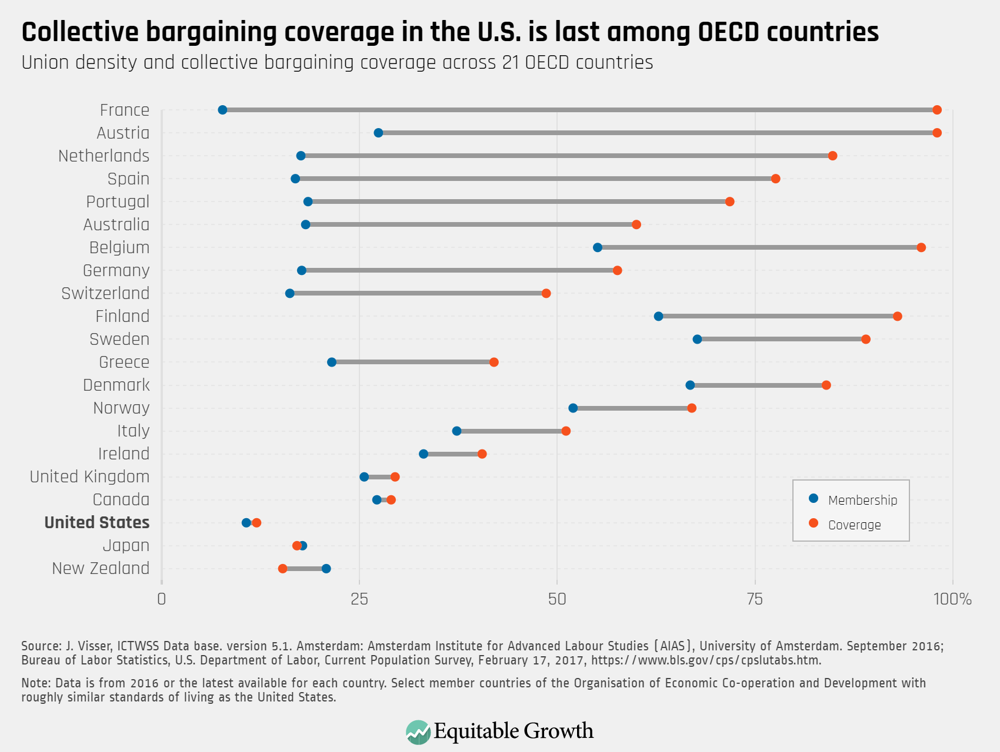 Collective bargaining coverage in the U.S. is last among OECD countries
Union density and collective bargaining coverage across 21 OECD countries
France
Austria
Netherlands
Spain
Portugal
Australia
Belgium
Germany
Switzerland
Finland
Sweden
Greece
Denmark
Norway
Italy
Ireland
United Kingdom
Canada
United States
Japan
New Zealand
Membership
Coverage
0 25 50 75 100%
Source: J. Visser, ICTWSS Data base. version 5.1. Amsterdam: Amsterdam Institute for Advanced Labour Studies (AIAS), University of Amsterdam. September 2016;
Bureau of Labor Statistics, U.S. Department of Labor, Current Population Survey, February 17, 2017, https://www.bls.gov/cps/cpslutabs.htm.
Note: Data is from 2016 or the latest available for each country. Select member countries of the Organisation of Economic Co-operation and Development with
roughly similar standards of living as the United States.
Equitable Growth